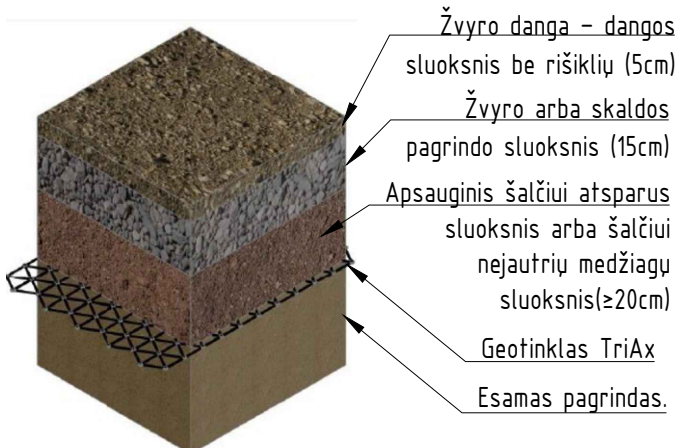 Žvyro danga – dangos
sluoksnis be rišiklių (5cm)
Žvyro arba skaldos
pagrindo sluoksnis (15cm)
Apsauginis šalčiui atsparus
sluoksnis arba šalčiui
nejautrių medžiagų
sluoksnis(≥20cm)
Geotinklas TriAx
Esamas pagrindas.